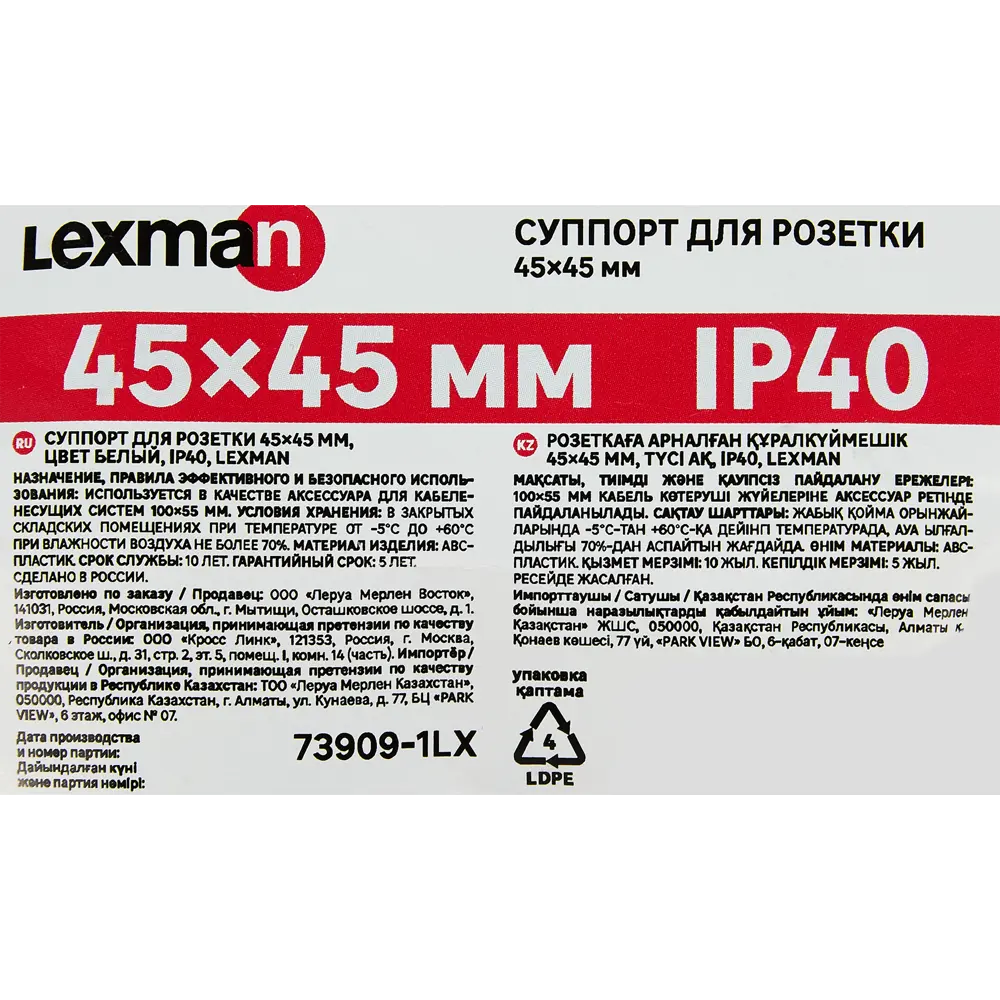 Lexman
СУППОРТ ДЛЯ РОЗЕТКИ
45×45 мм
45×45 мм IP40
RU СУППОРТ ДЛЯ РОЗЕТКИ 45×45 ММ,
ЦВЕТ БЕЛЫЙ, IP40, LEXMAN
НАЗНАЧЕНИЕ, ПРАВИЛА ЭФФЕКТИВНОГО И БЕЗОПАСНОГО ИСПОЛЬ-
ЗОВАНИЯ: ИСПОЛЬЗУЕТСЯ В КАЧЕСТВЕ АКСЕССУАРА ДЛЯ КАБЕЛЕ-
НЕСУЩИХ СИСТЕМ 100×55 ММ. УСЛОВИЯ ХРАНЕНИЯ: В ЗАКРЫТЫХ
СКЛАДСКИХ ПОМЕЩЕНИЯХ ПРИ ТЕМПЕРАТУРЕ ОТ -5°С ДО +60°С
ПРИ ВЛАЖНОСТИ ВОЗДУХА НЕ БОЛЕЕ 70%. МАТЕРИАЛ ИЗДЕЛИЯ: АВС-
ПЛАСТИК. СРОК СЛУЖБЫ: 10 ЛЕТ. ГАРАНТИЙНЫЙ СРОК: 5 ЛЕТ.
СДЕЛАНО В РОССИИ.
Изготовлено по заказу / Продавец: ООО «Леруа Мерлен Восток»,
141031, Россия, Московская обл., г. Мытищи, Осташковское шоссе, д. 1.
Изготовитель / Организация, принимающая претензии по качеству
товара в России: ООО «Кросс Линк», 121353, Россия, г. Москва,
Сколковское ш., д. 31, стр. 2, эт. 5, помещ. I, комн. 14 (часть). Импортёр /
Продавец / Организация, принимающая претензии по качеству
продукции в Республике Казахстан: ТОО «Леруа Мерлен Казахстан»,
050000, Республика Казахстан, г. Алматы, ул. Кунаева, д. 77, БЦ «PARK
VIEW», 6 этаж, офис № 07.
Дата производства
и номер партии:
Дайындалған күні
және партия нөмірі:
73909-1LX
KZ РОЗЕТКАҒА АРНАЛҒАН ҚҰРАЛКҮЙМЕШІК
45×45 ММ, ТҮСІ АҚ, IP40, LEXMAN
МАҚСАТЫ, ТИІМДІ ЖӘНЕ ҚАУІПСІЗ ПАЙДАЛАНУ ЕРЕЖЕЛЕРІ:
100×55 ММ КАБЕЛЬ КӨТЕРУШІ ЖҮЙЕЛЕРІНЕ АКСЕССУАР РЕТІНДЕ
ПАЙДАЛАНЫЛАДЫ. САҚТАУ ШАРТТАРЫ: ЖАБЫҚ ҚОЙМА ОРЫНЖАЙ-
ЛАРЫНДА -5°С-ТАН +60°С-ҚА ДЕЙІНГІ ТЕМПЕРАТУРАДА, АУА ЫЛҒАЛ-
ДЫЛЫҒЫ 70%-ДАН АСПАЙТЫН ЖАҒДАЙДА. ӨНІМ МАТЕРИАЛЫ: АВС-
ПЛАСТИК. ҚЫЗМЕТ МЕРЗІМІ: 10 ЖЫЛ. КЕПІЛДІК МЕРЗІМІ: 5 ЖЫЛ.
РЕСЕЙДЕ ЖАСАЛҒАН.
Импорттаушы / Сатушы / Қазақстан Республикасында өнім сапасы
бойынша наразылықтарды қабылдайтын ұйым: «Леруа Мерлен
Қазақстан» ЖШС, 050000, Қазақстан Республикасы, Алматы қ.
Қонаев көшесі, 77 үй, «PARK VIEW» БО, 6-қабат, 07-кеңсе
упаковка
қаптама
4
LDPE